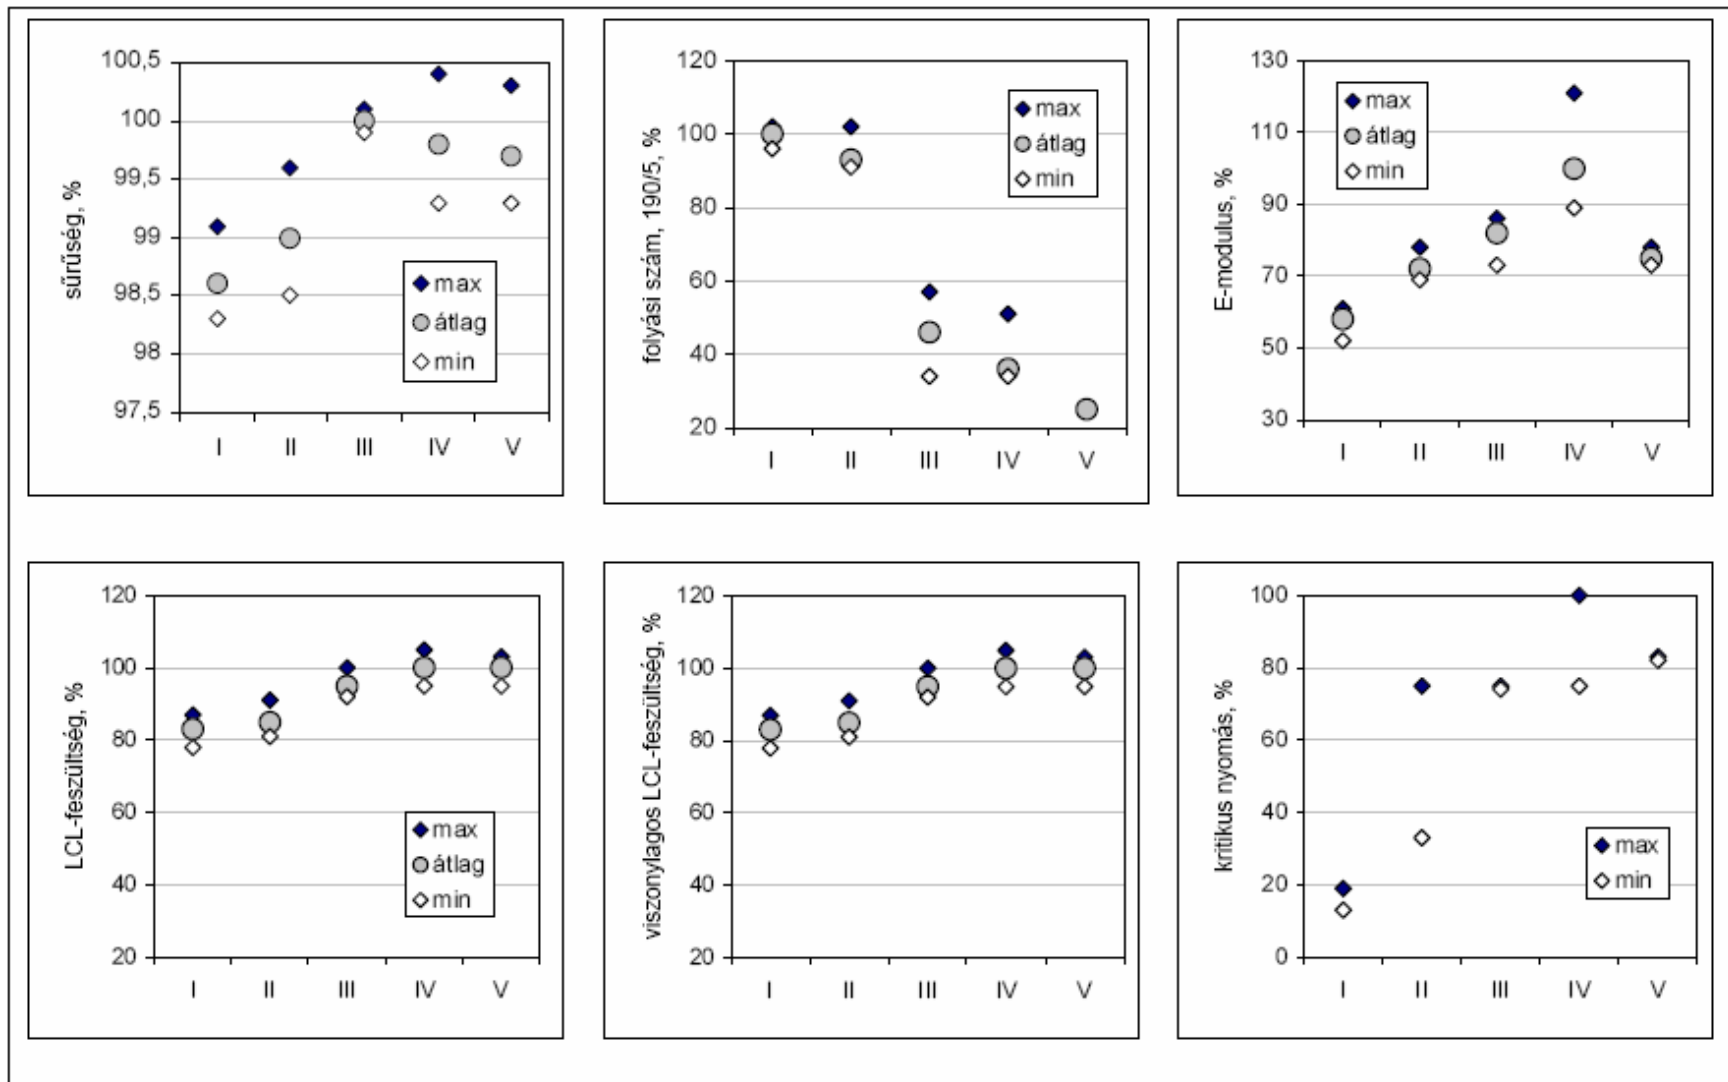 sűrűség, %
100,5
100
99,5
99
98,5
98
97,5
I II III IV V
max
átlag
min
folyási szám, 190/5, %
120
100
80
60
40
20
I II III IV V
max
átlag
min
E-modulus, %
130
110
90
70
50
30
I II III IV V
max
átlag
min
LCL-feszültség, %
120
100
80
60
40
20
I II III IV V
max
átlag
min
viszonylagos LCL-feszültség, %
120
100
80
60
40
20
I II III IV V
kritikus nyomás, %
100
80
60
40
20
0
I II III IV V
max
min